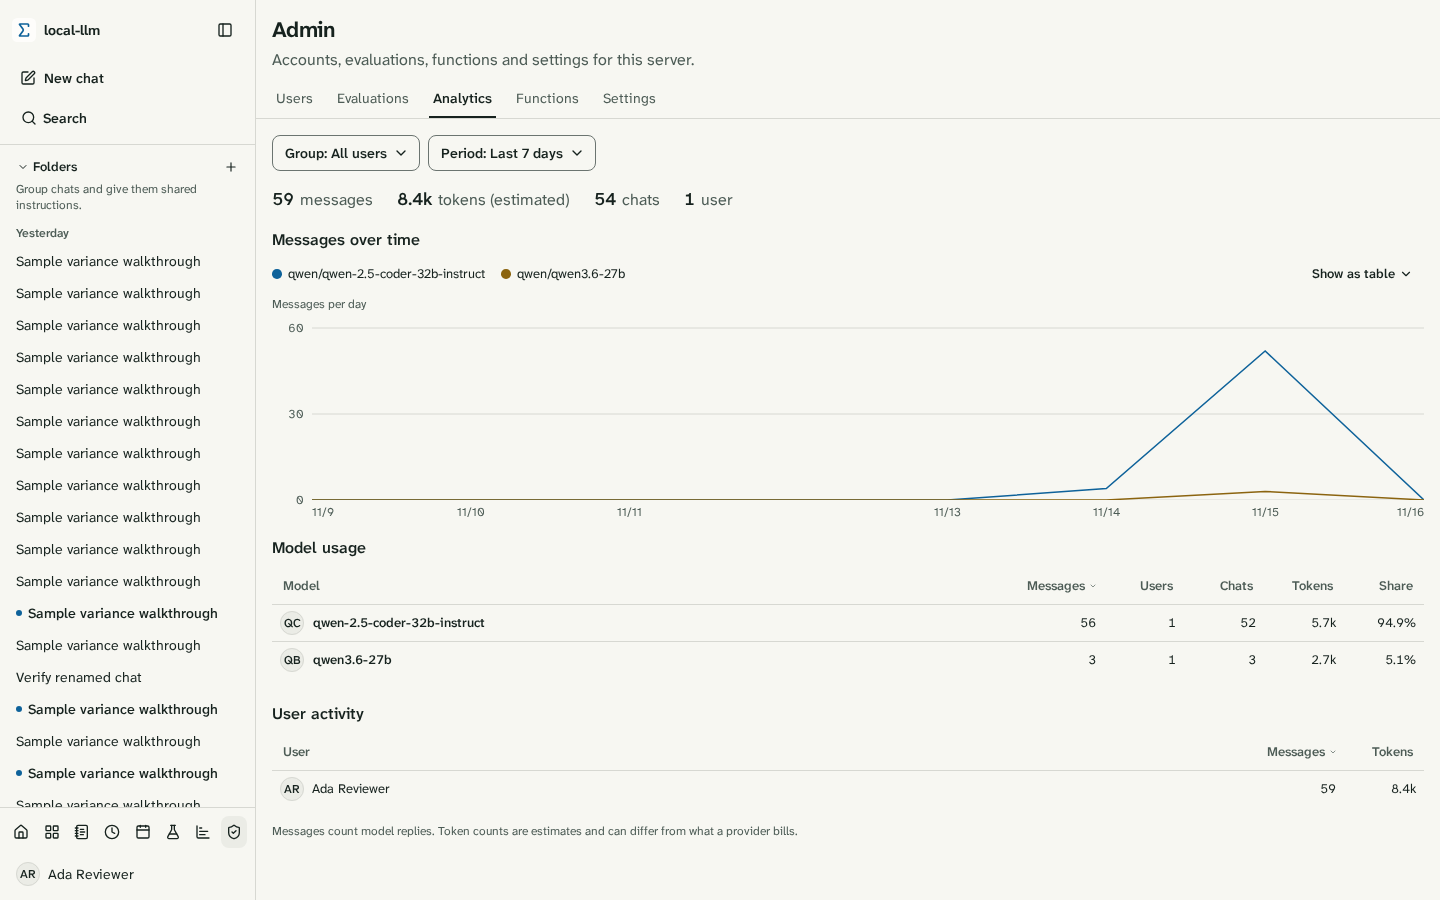 local-llm
New chat
Search
Folders
Group chats and give them shared
instructions.
Yesterday
Sample variance walkthrough
Sample variance walkthrough
Sample variance walkthrough
Sample variance walkthrough
Sample variance walkthrough
Sample variance walkthrough
Sample variance walkthrough
Sample variance walkthrough
Sample variance walkthrough
Sample variance walkthrough
Sample variance walkthrough
Sample variance walkthrough
Sample variance walkthrough
Verify renamed chat
Sample variance walkthrough
Sample variance walkthrough
Sample variance walkthrough
Sample variance walkthrough
AR Ada Reviewer
Admin
Accounts, evaluations, functions and settings for this server.
Users Evaluations Analytics Functions Settings
Group: All users Period: Last 7 days
59 messages 8.4k tokens (estimated) 54 chats 1 user
Messages over time
qwen/qwen-2.5-coder-32b-instruct qwen/qwen3.6-27b Show as table
Messages per day
60
30
0
11/9 11/10 11/11 11/13 11/14 11/15 11/16
Model usage
Model Messages Users Chats Tokens Share
QC qwen-2.5-coder-32b-instruct 56 1 52 5.7k 94.9%
QB qwen3.6-27b 3 1 3 2.7k 5.1%
User activity
User Messages Tokens
AR Ada Reviewer 59 8.4k
Messages count model replies. Token counts are estimates and can differ from what a provider bills.